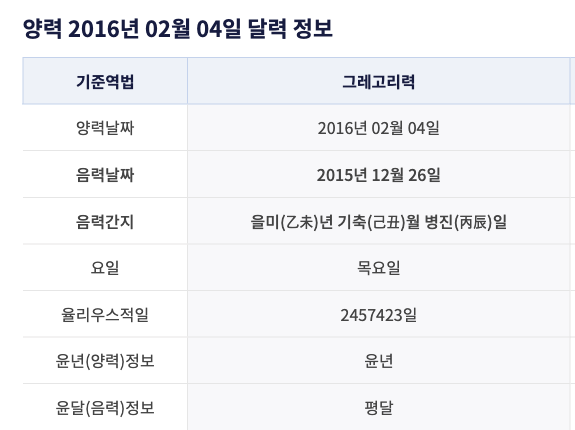 양력 2016년 02월 04일 달력 정보
기준역법 그레고리력
양력날짜 2016년 02월 04일
음력날짜 2015년 12월 26일
음력간지 을미(乙未)년 기축(己丑)월 병진(丙辰)일
요일 목요일
율리우스적일 2457423일
윤년(양력)정보 윤년
윤달(음력)정보 평달